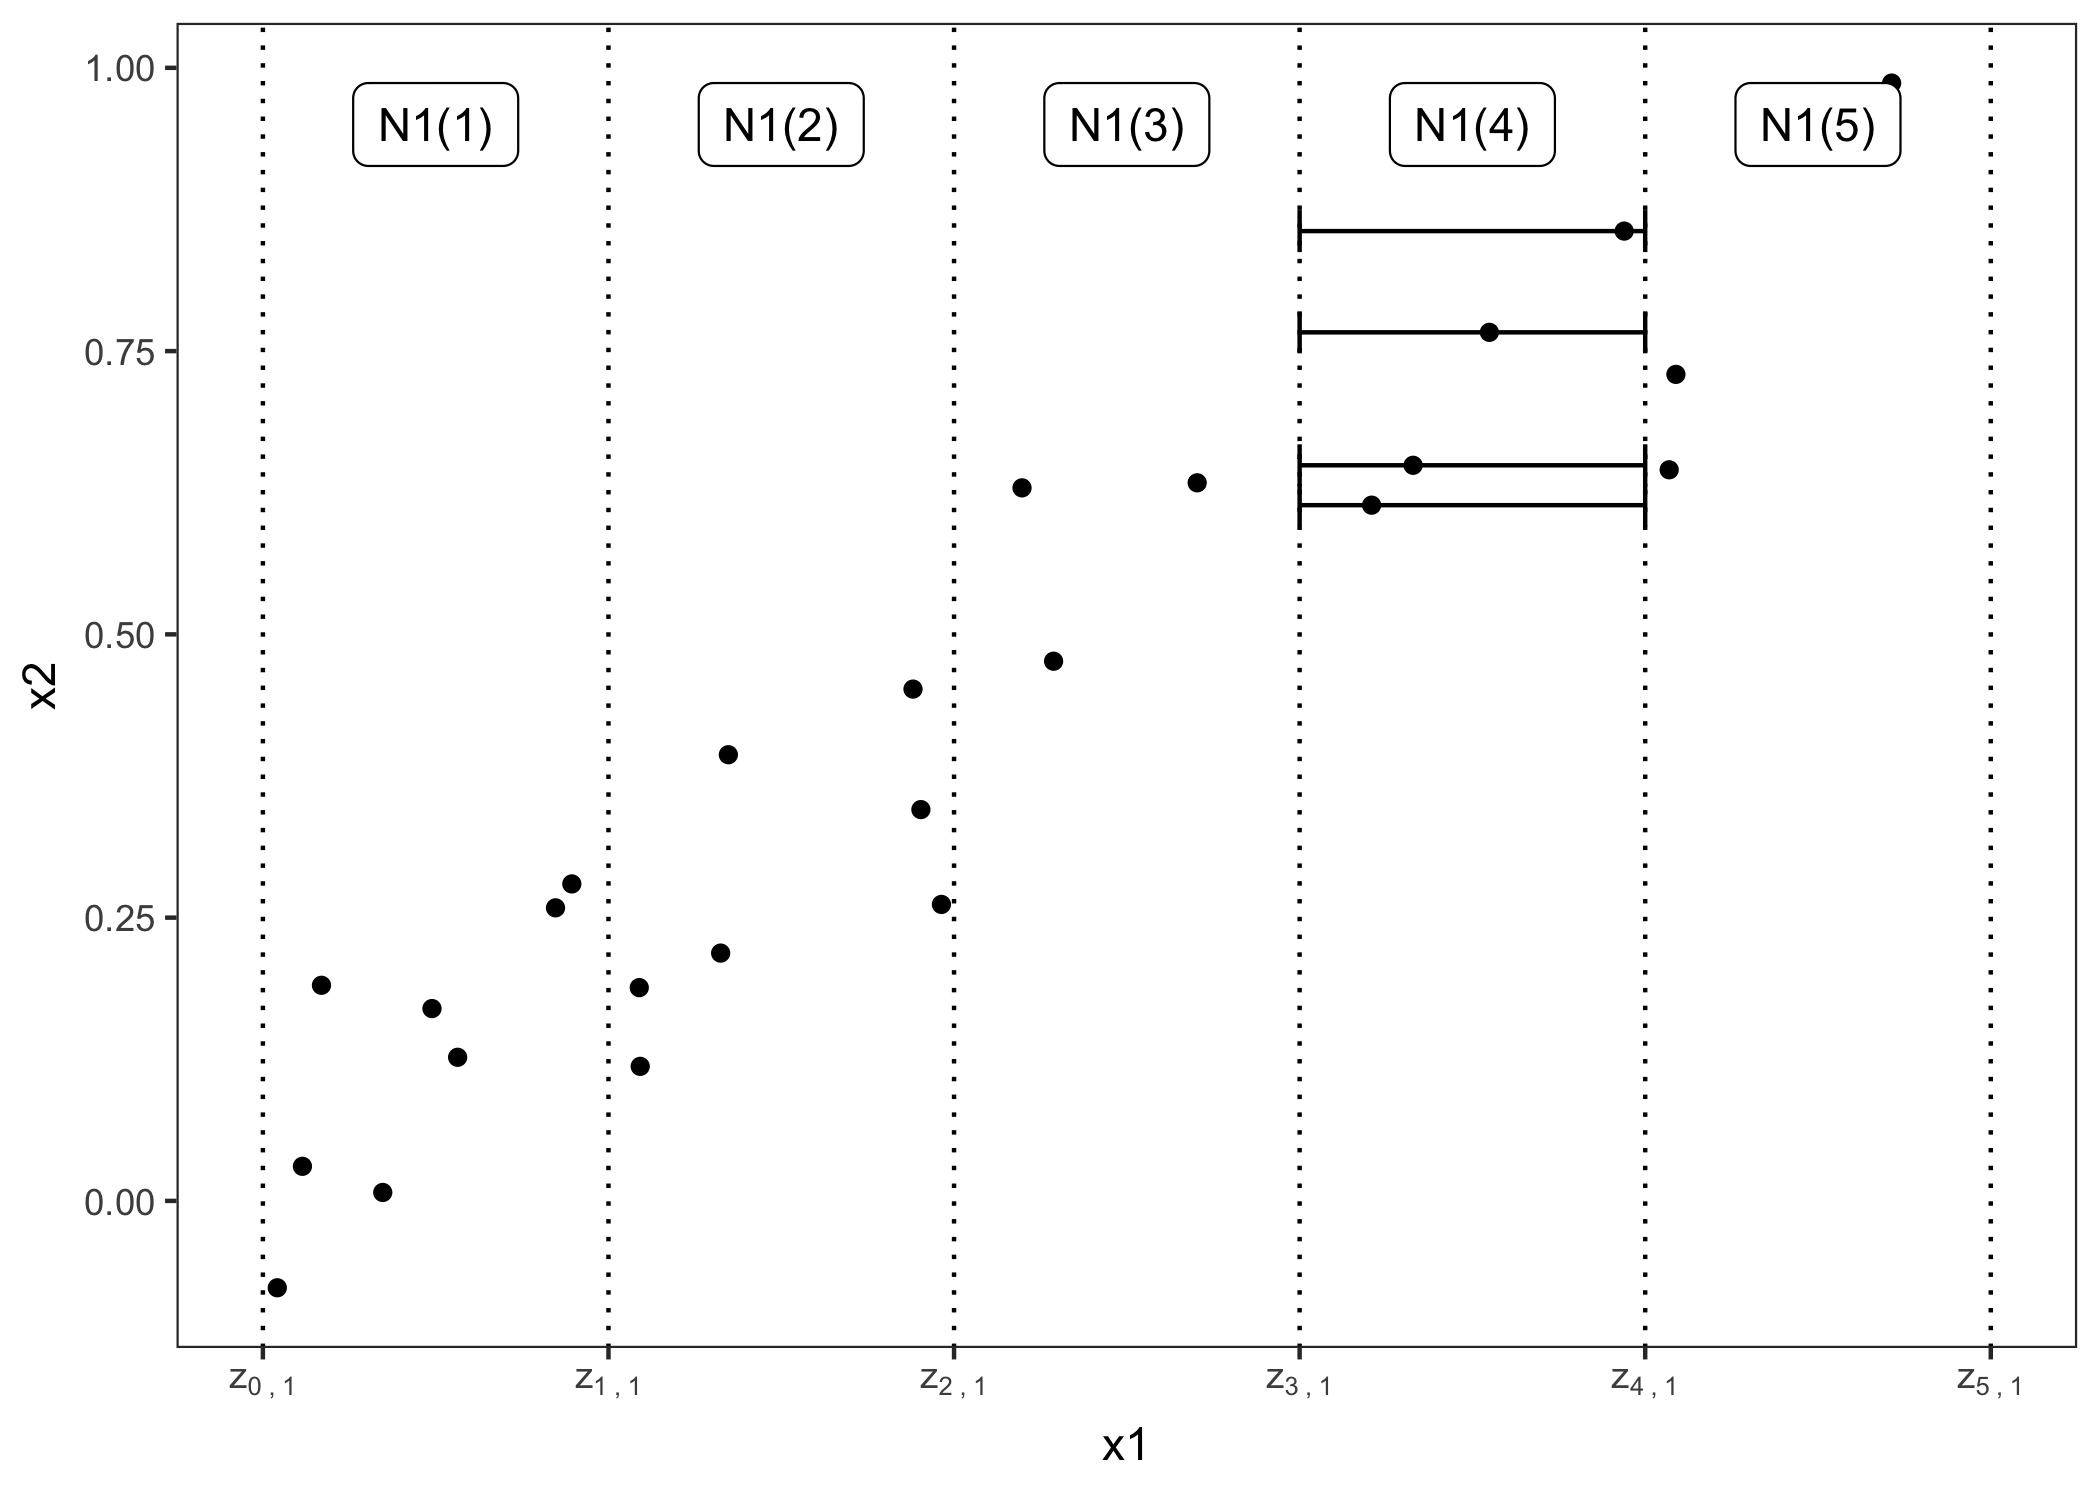 1.00
N1(1) N1(2) N1(3) N1(4) N1(5)
0.75
0.50
x2
0.25
0.00
z0 , 1 z1 , 1 z2 , 1 z3 , 1 z4 , 1 z5 , 1
x1